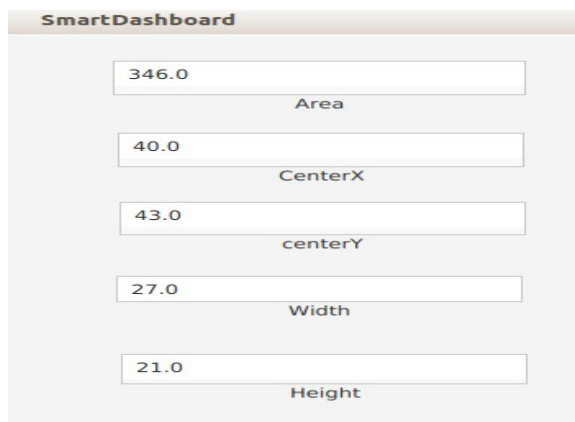 SmartDashboard
346.0
Area
40.0
CenterX
43.0
centerY
27.0
Width
21.0
Height